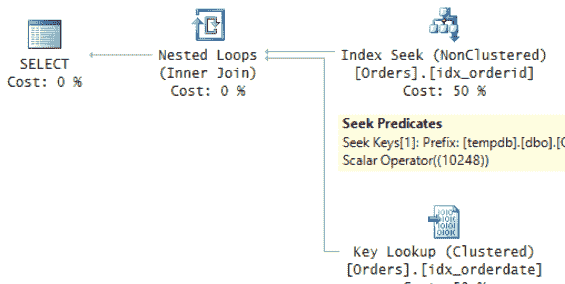 SELECT
Cost: 0 %
Nested Loops
(Inner Join)
Cost: 0 %
Index Seek (NonClustered)
[Orders].[idx_orderid]
Cost: 50 %
Seek Predicates
Seek Keys[1]: Prefix: [tempdb].[dbo].
Scalar Operator((10248))
Key Lookup (Clustered)
[Orders].[idx_orderdate]